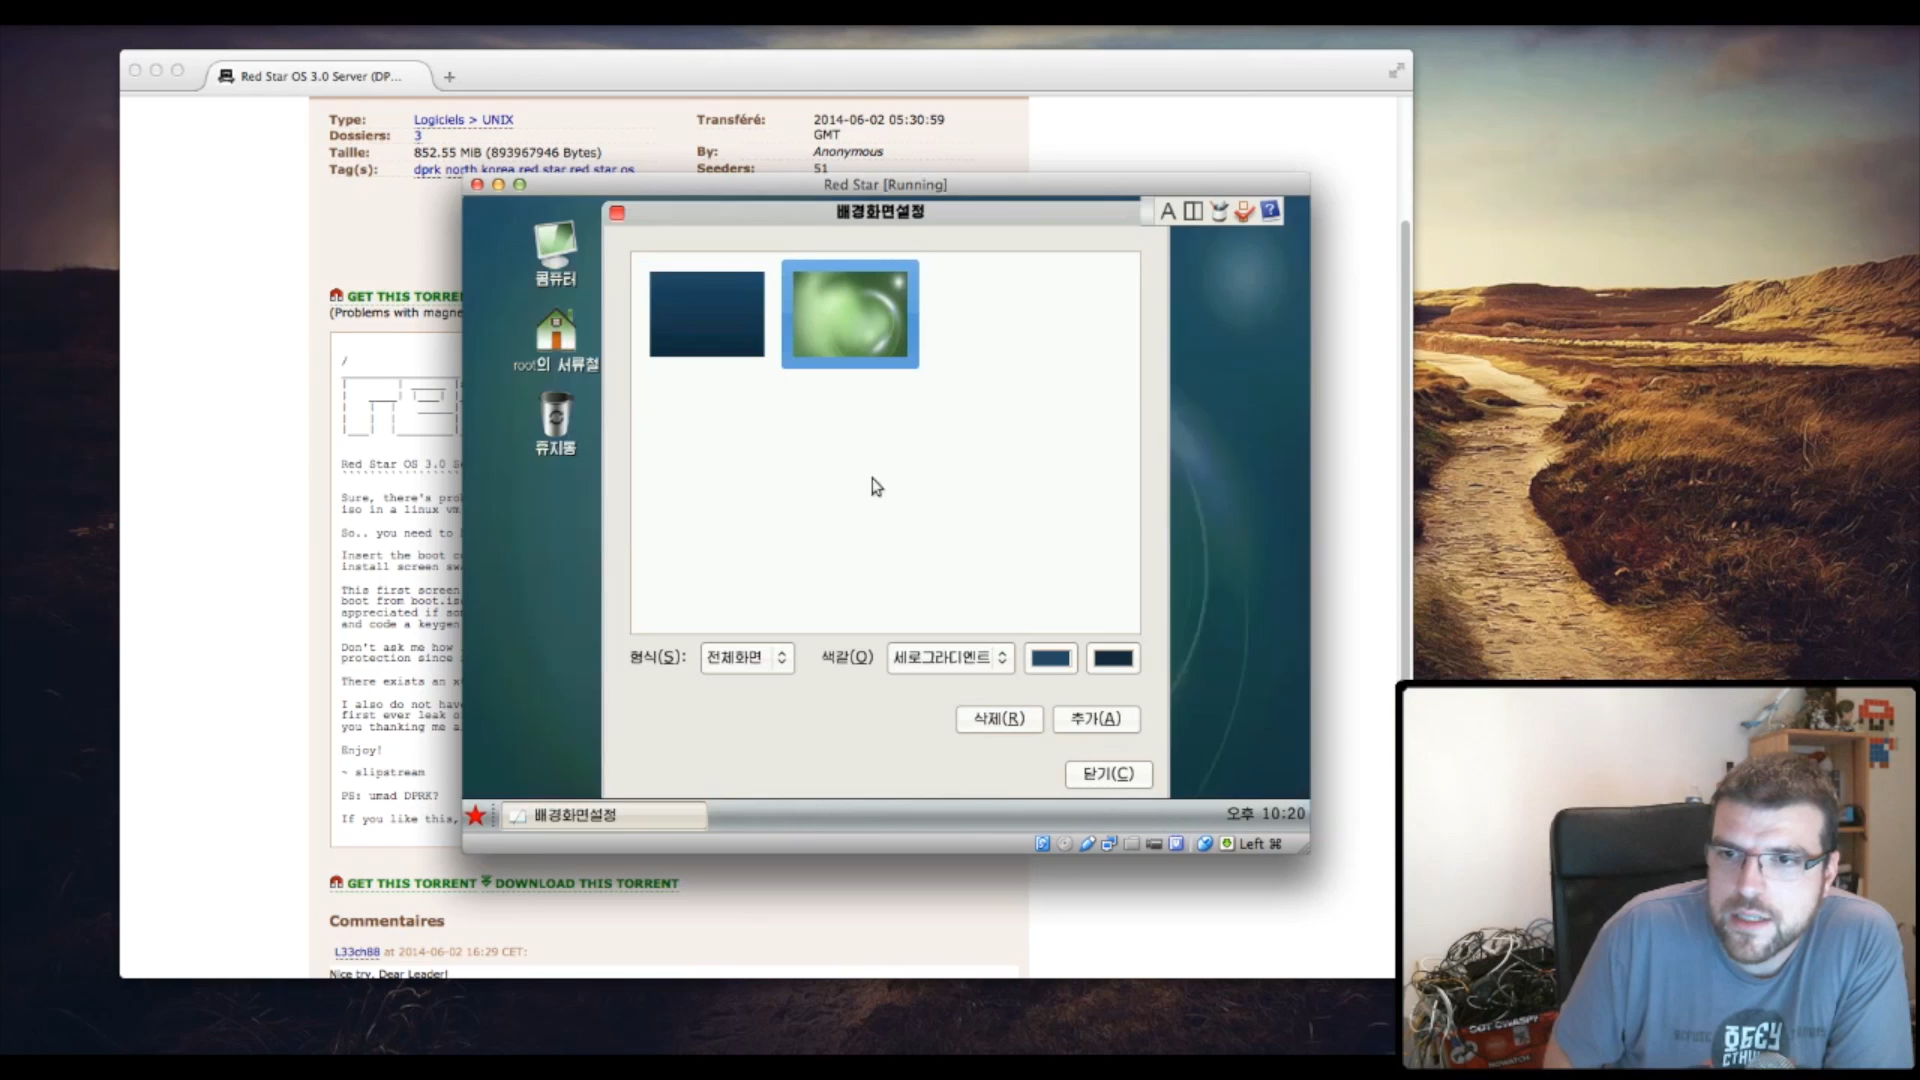 Red Star OS 3.0 Server (DP...
Type: Logiciels > UNIX
Dossiers: 3
Taille: 852.55 MiB (893967946 Bytes)
Tag(s): dprk north korea red star red star os
Transféré: 2014-06-02 05:30:59 GMT
By: Anonymous
Seeders: 51
GET THIS TORRE
(Problems with magne
Red Star OS 3.0
Sure, there's
iso in a linux vm
So.. you need to
Insert the boot
install screen
This first screen
boot from
appreciated if
and code a keygen
Don't ask me how
protection since
There exists an
I also do not have
first ever leak
you thanking me
Enjoy!
~ slipstream
PS: umad DPRK?
If you like this,
GET THIS TORRENT DOWNLOAD THIS TORRENT
Commentaires
L33ch88 at 2014-06-02 16:29 CET:
Nice try, Dear Leader!
Red Star [Running]
배경화면설정
A
?
콤퓨터
root의 서류철
휴지통
형식(S): 전체화면 색갈(O) 세로그라디엔트
삭제(R) 추가(A)
닫기(C)
배경화면설정
오후 10:20
Left ⌘
OBEY
CTHU